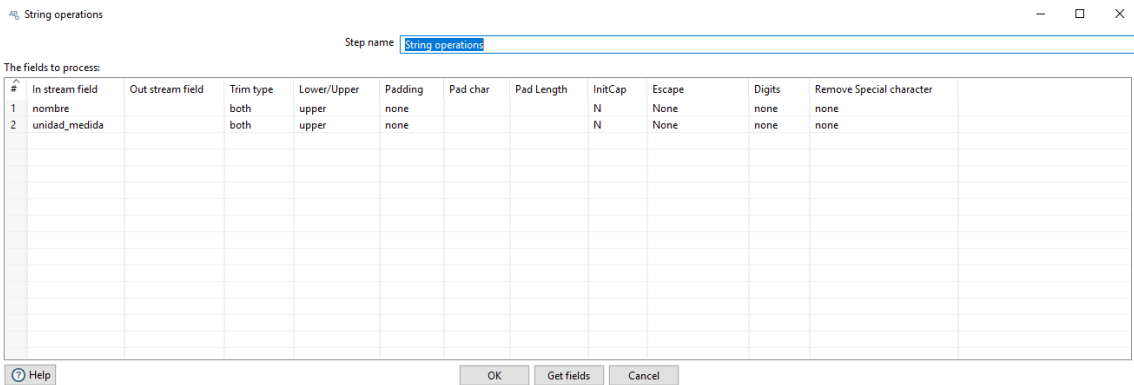 String operations
Step name String operations
The fields to process:
# In stream field Out stream field Trim type Lower/Upper Padding Pad char Pad Length InitCap Escape Digits Remove Special character
1 nombre both upper none N None none none
2 unidad_medida both upper none N None none none
Help OK Get fields Cancel